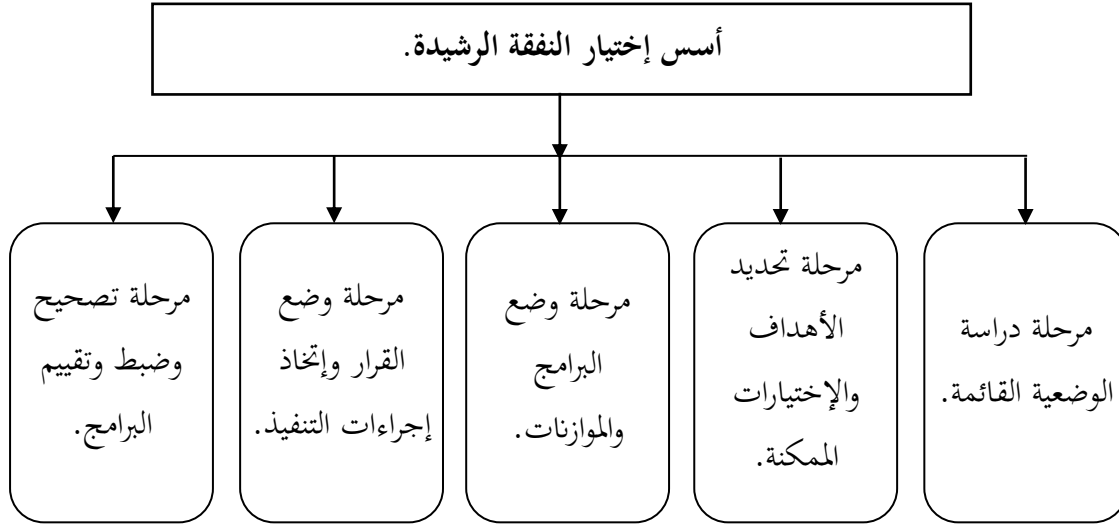 أسس إختيار النفقة الرشيدة.
مرحلة دراسة
الوضعية القائمة.
مرحلة تحديد
الأهداف
والإختيارات
الممكنة.
مرحلة وضع
البرامج
والموازنات.
مرحلة وضع
القرار وإتخاذ
إجراءات التنفيذ.
مرحلة تصحيح
وضبط وتقييم
البرامج.